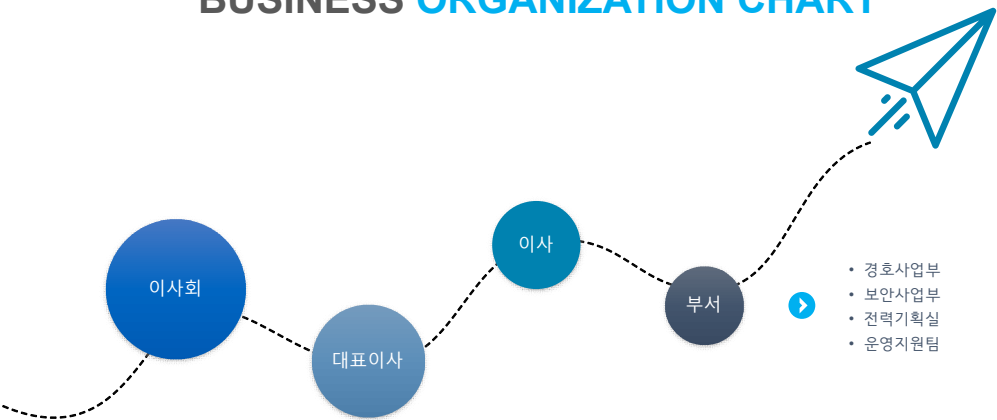 BUSINESS ORGANIZATION CHART
이사회
대표이사
이사
부서
• 경호사업부
• 보안사업부
• 전력기획실
• 운영지원팀